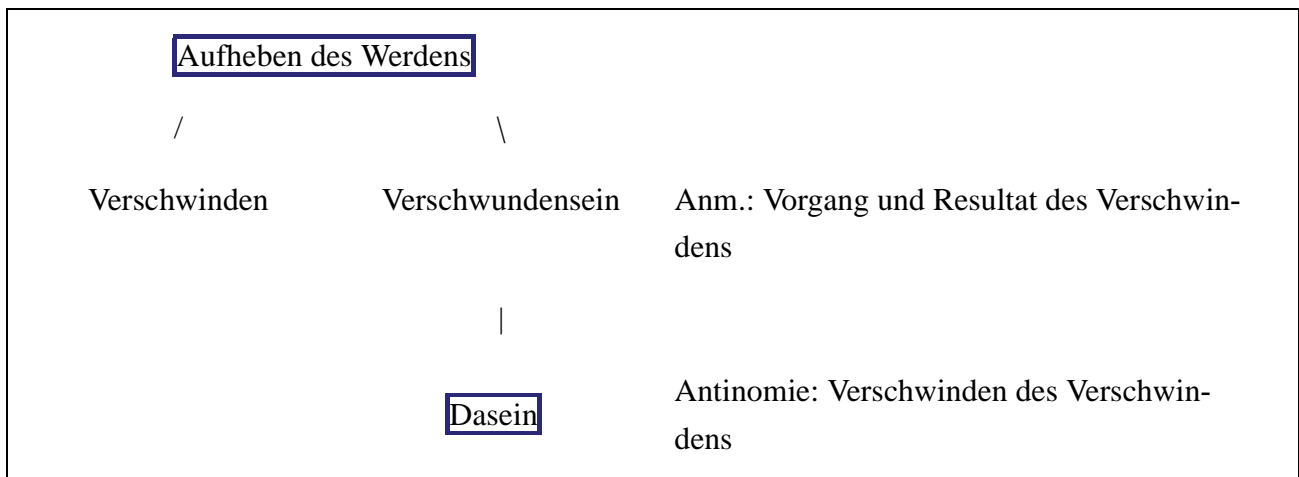 Aufheben des Werdens
/ \
Verschwinden Verschwundensein Anm.: Vorgang und Resultat des Verschwin-
dens
|
Dasein Antinomie: Verschwinden des Verschwin-
dens